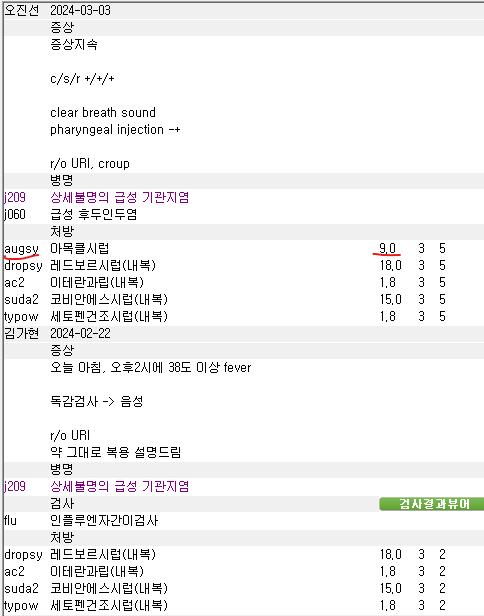 오진선 2024-03-03
증상
증상지속
c/s/r +/+/+
clear breath sound
pharyngeal injection -+
r/o URI, croup
병명
j209 상세불명의 급성 기관지염
j060 급성 후두인두염
처방
augsy 아목클시럽 9.0 3 5
dropsy 레드보르시럽(내복) 18.0 3 5
ac2 이테란과립(내복) 1.8 3 5
suda2 코비안에스시럽(내복) 15.0 3 5
typow 세토펜건조시럽(내복) 1.8 3 5
김가현 2024-02-22
증상
오늘 아침, 오후2시에 38도 이상 fever
독감검사 -> 음성
r/o URI
약 그대로 복용 설명드림
병명
j209 상세불명의 급성 기관지염
검사 검사결과뷰어
flu 인플루엔자간이검사
처방
dropsy 레드보르시럽(내복) 18.0 3 2
ac2 이테란과립(내복) 1.8 3 2
suda2 코비안에스시럽(내복) 15.0 3 2
typow 세토펜건조시럽(내복) 1.8 3 2